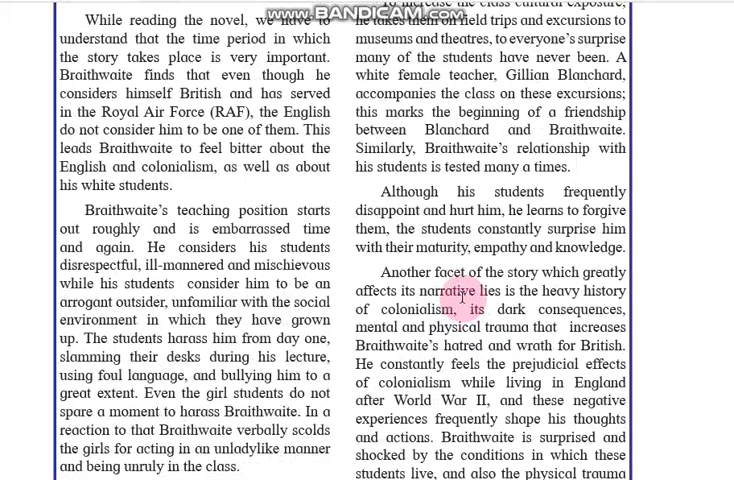 www.BANDICAM.com
While reading the novel, we have to
understand that the time period in which
the story takes place is very important.
Braithwaite finds that even though he
considers himself British and has served
in the Royal Air Force (RAF), the English
do not consider him to be one of them. This
leads Braithwaite to feel bitter about the
English and colonialism, as well as about
his white students.
Braithwaite's teaching position starts
out roughly and is embarrassed time
and again. He considers his students
disrespectful, ill-mannered and mischievous
while his students consider him to be an
arrogant outsider, unfamiliar with the social
environment in which they have grown
up. The students harass him from day one,
slamming their desks during his lecture,
using foul language, and bullying him to a
great extent. Even the girl students do not
spare a moment to harass Braithwaite. In a
reaction to that Braithwaite verbally scolds
the girls for acting in an unladylike manner
and being unruly in the class.
To increase the class cultural exposure,
he takes them on field trips and excursions to
museums and theatres, to everyone's surprise
many of the students have never been. A
white female teacher, Gillian Blanchard,
accompanies the class on these excursions;
this marks the beginning of a friendship
between Blanchard and Braithwaite.
Similarly, Braithwaite's relationship with
his students is tested many a times.
Although his students frequently
disappoint and hurt him, he learns to forgive
them, the students constantly surprise him
with their maturity, empathy and knowledge.
Another facet of the story which greatly
affects its narrative lies is the heavy history
of colonialism, its dark consequences,
mental and physical trauma that increases
Braithwaite's hatred and wrath for British.
He constantly feels the prejudicial effects
of colonialism while living in England
after World War II, and these negative
experiences frequently shape his thoughts
and actions. Braithwaite is surprised and
shocked by the conditions in which these
students live, and also the physical trauma